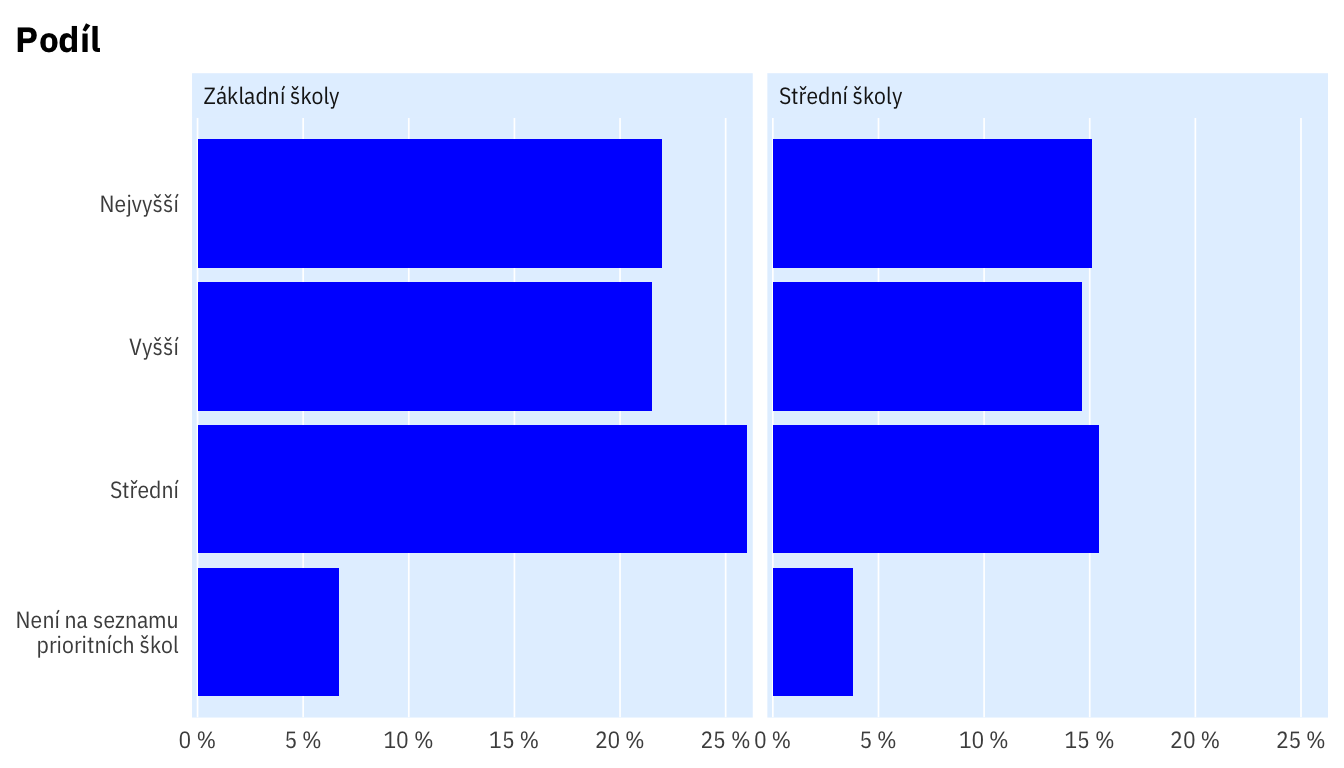 Podíl
Základní školy
Střední školy
Nejvyšší
Vyšší
Střední
Není na seznamu
prioritních škol
0 % 5 % 10 % 15 % 20 % 25 % 0 % 5 % 10 % 15 % 20 % 25 %